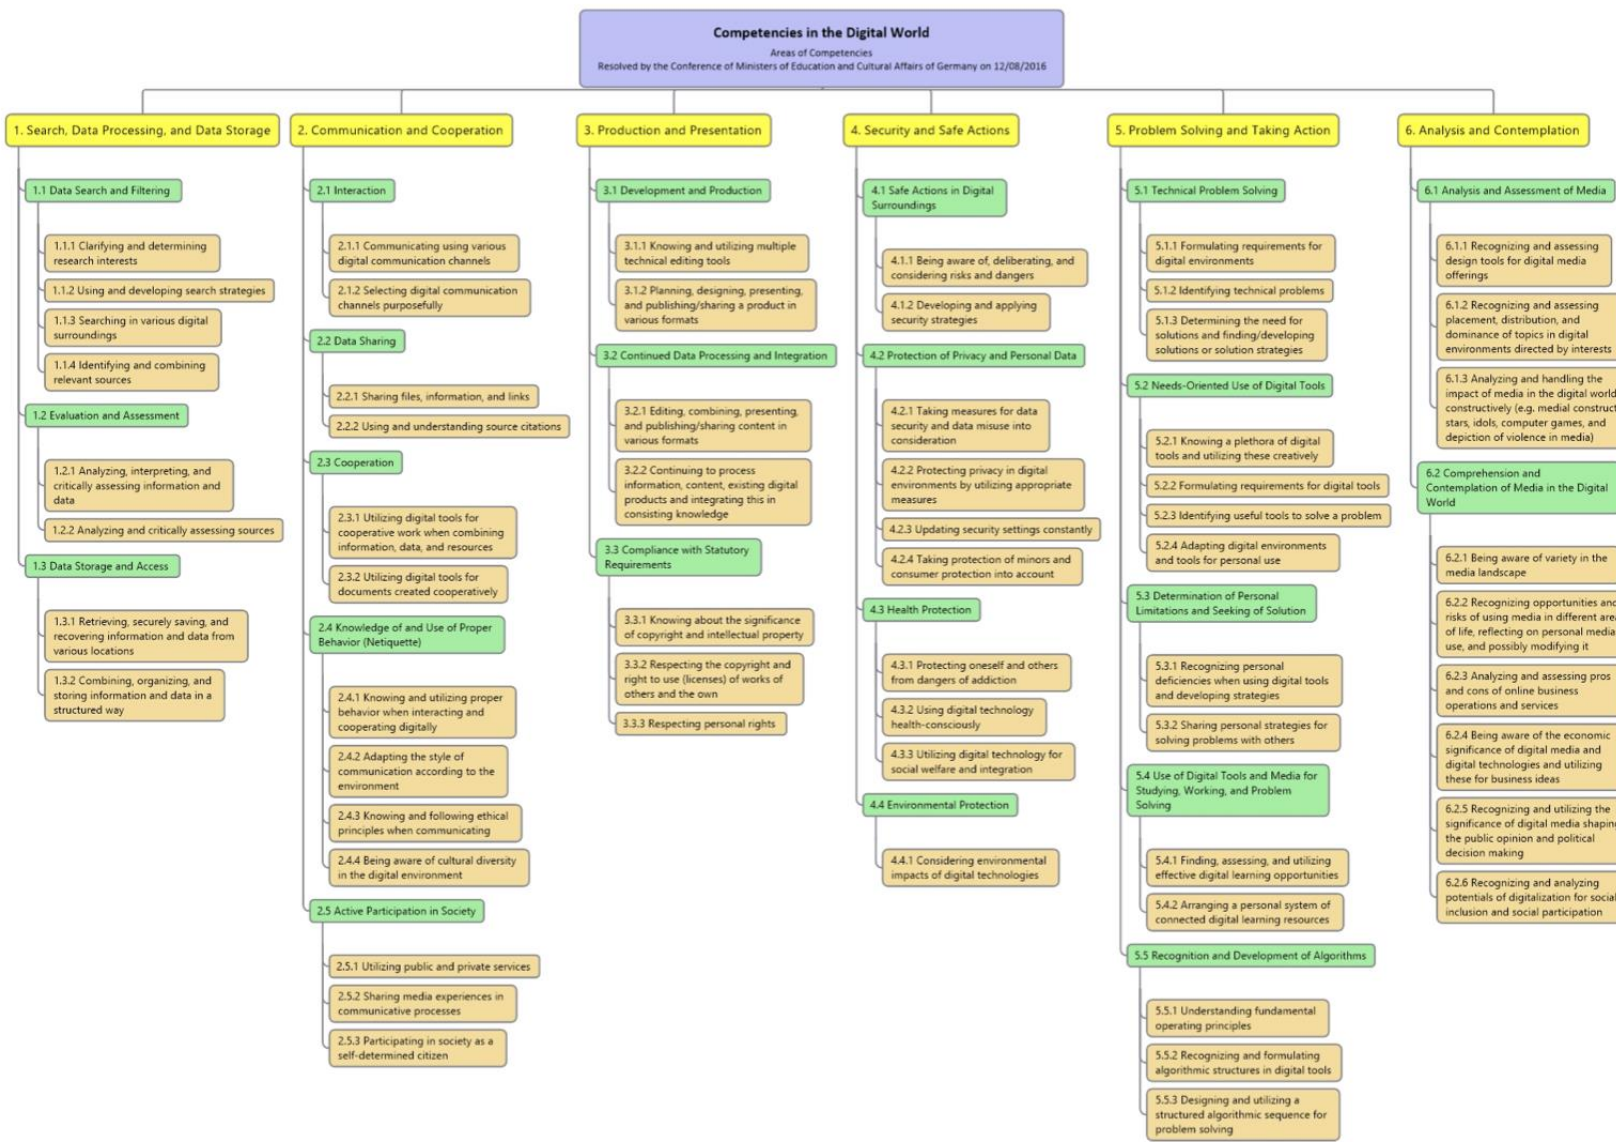 Competencies in the Digital World
Areas of Competencies
Resolved by the Conference of Ministers of Education and Cultural Affairs of Germany on 12/08/2016
1. Search, Data Processing, and Data Storage
1.1 Data Search and Filtering
1.1.1 Clarifying and determining
research interests
1.1.2 Using and developing search strategies
1.1.3 Searching in various digital
surroundings
1.1.4 Identifying and combining
relevant sources
1.2 Evaluation and Assessment
1.2.1 Analyzing, interpreting, and
critically assessing information and
data
1.2.2 Analyzing and critically assessing sources
1.3 Data Storage and Access
1.3.1 Retrieving, securely saving, and
recovering information and data from
various locations
1.3.2 Combining, organizing, and
storing information and data in a
structured way
2. Communication and Cooperation
2.1 Interaction
2.1.1 Communicating using various
digital communication channels
2.1.2 Selecting digital communication
channels purposefully
2.2 Data Sharing
2.2.1 Sharing files, information, and links
2.2.2 Using and understanding source citations
2.3 Cooperation
2.3.1 Utilizing digital tools for
cooperative work when combining
information, data, and resources
2.3.2 Utilizing digital tools for
documents created cooperatively
2.4 Knowledge of and Use of Proper
Behavior (Netiquette)
2.4.1 Knowing and utilizing proper
behavior when interacting and
cooperating digitally
2.4.2 Adapting the style of
communication according to the
environment
2.4.3 Knowing and following ethical
principles when communicating
2.4.4 Being aware of cultural diversity
in the digital environment
2.5 Active Participation in Society
2.5.1 Utilizing public and private services
2.5.2 Sharing media experiences in
communicative processes
2.5.3 Participating in society as a
self-determined citizen
3. Production and Presentation
3.1 Development and Production
3.1.1 Knowing and utilizing multiple
technical editing tools
3.1.2 Planning, designing, presenting,
and publishing/sharing a product in
various formats
3.2 Continued Data Processing and Integration
3.2.1 Editing, combining, presenting,
and publishing/sharing content in
various formats
3.2.2 Continuing to process
information, content, existing digital
products and integrating this in
consisting knowledge
3.3 Compliance with Statutory
Requirements
3.3.1 Knowing about the significance
of copyright and intellectual property
3.3.2 Respecting the copyright and
right to use (licenses) of works of
others and the own
3.3.3 Respecting personal rights
4. Security and Safe Actions
4.1 Safe Actions in Digital
Surroundings
4.1.1 Being aware of, deliberating, and
considering risks and dangers
4.1.2 Developing and applying
security strategies
4.2 Protection of Privacy and Personal Data
4.2.1 Taking measures for data
security and data misuse into
consideration
4.2.2 Protecting privacy in digital
environments by utilizing appropriate
measures
4.2.3 Updating security settings constantly
4.2.4 Taking protection of minors and
consumer protection into account
4.3 Health Protection
4.3.1 Protecting oneself and others
from dangers of addiction
4.3.2 Using digital technology
health-consciously
4.3.3 Utilizing digital technology for
social welfare and integration
4.4 Environmental Protection
4.4.1 Considering environmental
impacts of digital technologies
5. Problem Solving and Taking Action
5.1 Technical Problem Solving
5.1.1 Formulating requirements for
digital environments
5.1.2 Identifying technical problems
5.1.3 Determining the need for
solutions and finding/developing
solutions or solution strategies
5.2 Needs-Oriented Use of Digital Tools
5.2.1 Knowing a plethora of digital
tools and utilizing these creatively
5.2.2 Formulating requirements for digital tools
5.2.3 Identifying useful tools to solve a problem
5.2.4 Adapting digital environments
and tools for personal use
5.3 Determination of Personal
Limitations and Seeking of Solution
5.3.1 Recognizing personal
deficiencies when using digital tools
and developing strategies
5.3.2 Sharing personal strategies for
solving problems with others
5.4 Use of Digital Tools and Media for
Studying, Working, and Problem
Solving
5.4.1 Finding, assessing, and utilizing
effective digital learning opportunities
5.4.2 Arranging a personal system of
connected digital learning resources
5.5 Recognition and Development of Algorithms
5.5.1 Understanding fundamental
operating principles
5.5.2 Recognizing and formulating
algorithmic structures in digital tools
5.5.3 Designing and utilizing a
structured algorithmic sequence for
problem solving
6. Analysis and Contemplation
6.1 Analysis and Assessment of Media
6.1.1 Recognizing and assessing
design tools for digital media
offerings
6.1.2 Recognizing and assessing
placement, distribution, and
dominance of topics in digital
environments directed by interests
6.1.3 Analyzing and handling the
impact of media in the digital world
constructively (e.g. medial construct
stars, idols, computer games, and
depiction of violence in media)
6.2 Comprehension and
Contemplation of Media in the Digital
World
6.2.1 Being aware of variety in the
media landscape
6.2.2 Recognizing opportunities and
risks of using media in different
of life, reflecting on personal media
use, and possibly modifying it
6.2.3 Analyzing and assessing pros
and cons of online business
operations and services
6.2.4 Being aware of the economic
significance of digital media and
digital technologies and utilizing
these for business ideas
6.2.5 Recognizing and utilizing the
significance of digital media
the public opinion and political
decision making
6.2.6 Recognizing and analyzing
potentials of digitalization for social
inclusion and social participation